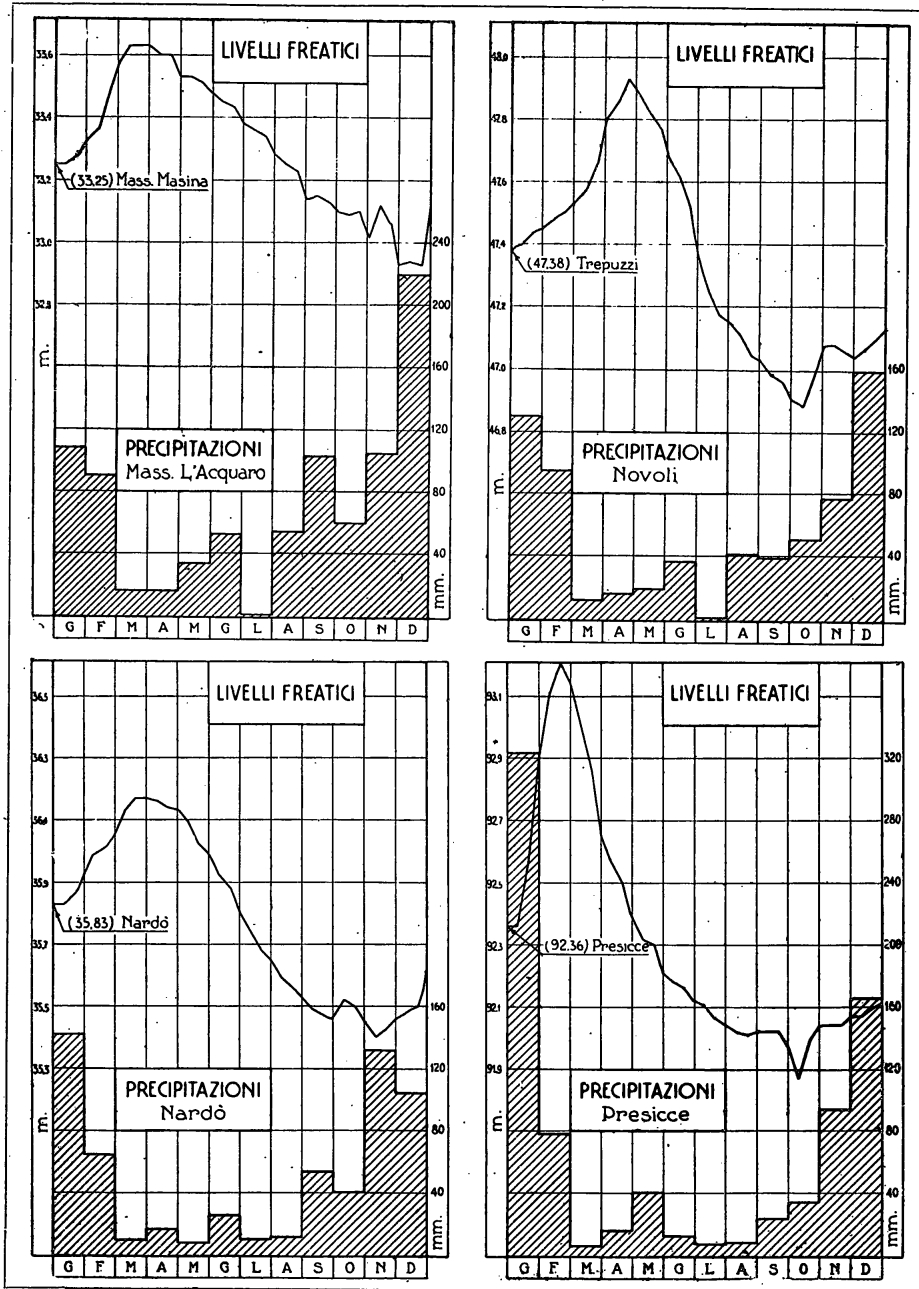 LIVELLI FREATICI
33,6
33,4
33,2
33,0
32,8
m.
(33,25) Mass. Masina
240
220
160
120
80
40
mm.
PRECIPITAZIONI
Mass. L'Acquaro
G F M A M G L A S O N D
LIVELLI FREATICI
48,0
47,8
47,6
47,4
47,2
47,0
46,8
m.
(47,38) Trepuzzi
160
120
80
40
mm.
PRECIPITAZIONI
Novoli
G F M A M G L A S O N D
LIVELLI FREATICI
36,5
36,3
36,1
35,9
35,7
35,5
35,3
m.
(35,83) Nardò
160
120
80
40
mm.
PRECIPITAZIONI
Nardò
G F M A M G L A S O N D
LIVELLI FREATICI
93,1
92,9
92,7
92,5
92,3
92,1
91,9
m.
(92,36) Presicce
320
280
240
200
160
120
80
40
mm.
PRECIPITAZIONI
Presicce
G F M A M G L A S O N D